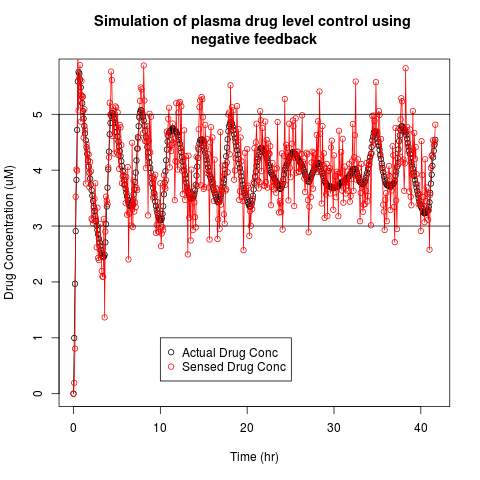 Simulation of plasma drug level control using
negative feedback
Drug Concentration (uM)
5
4
3
2
1
0
Actual Drug Conc
Sensed Drug Conc
0 10 20 30 40
Time (hr)